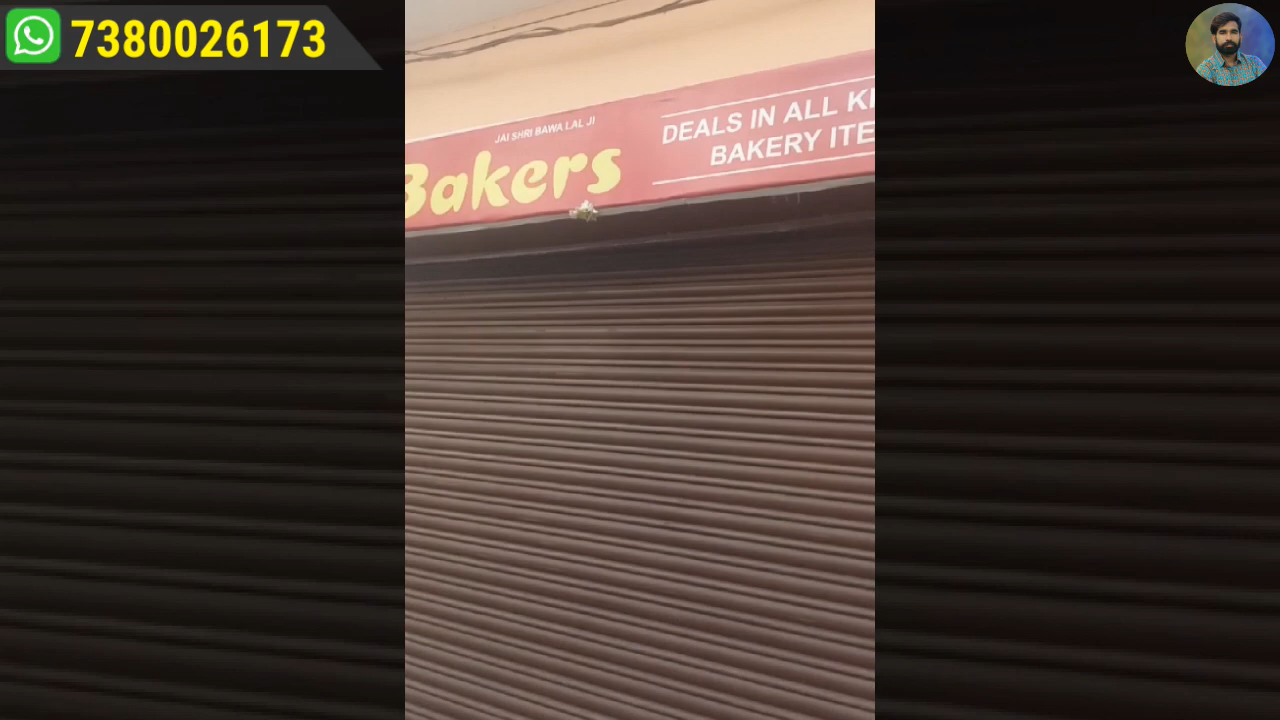 7380026173
JAI SHRI BAWA LAL JI
Bakers
DEALS IN ALL
BAKERY